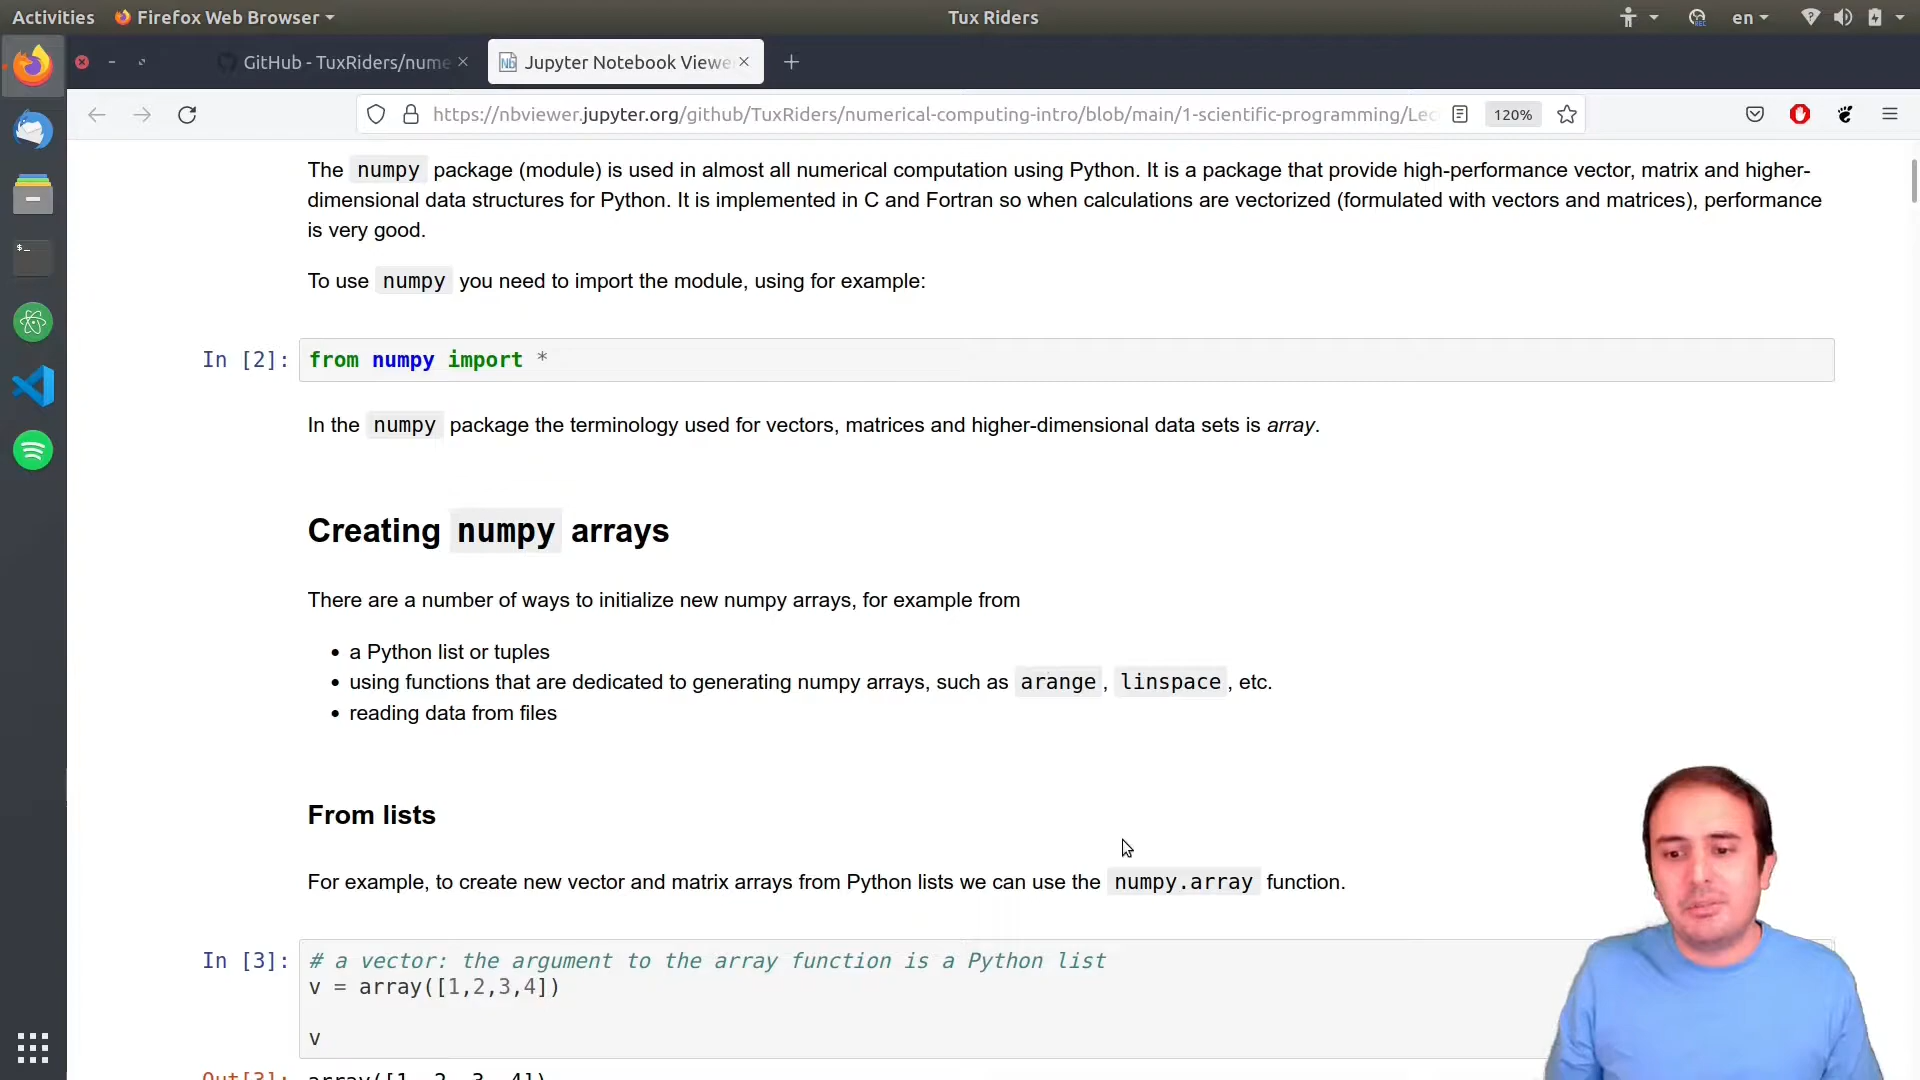 Activities Firefox Web Browser Tux Riders en
GitHub - TuxRiders/nume Jupyter Notebook Viewe
https://nbviewer.jupyter.org/github/TuxRiders/numerical-computing-intro/blob/main/1-scientific-programming/Lec 120%
The numpy package (module) is used in almost all numerical computation using Python. It is a package that provide high-performance vector, matrix and higher-
dimensional data structures for Python. It is implemented in C and Fortran so when calculations are vectorized (formulated with vectors and matrices), performance
is very good.
To use numpy you need to import the module, using for example:
In [2]: from numpy import *
In the numpy package the terminology used for vectors, matrices and higher-dimensional data sets is array.
Creating numpy arrays
There are a number of ways to initialize new numpy arrays, for example from
• a Python list or tuples
• using functions that are dedicated to generating numpy arrays, such as arange, linspace, etc.
• reading data from files
From lists
For example, to create new vector and matrix arrays from Python lists we can use the numpy.array function.
In [3]: # a vector: the argument to the array function is a Python list
v = array([1,2,3,4])
v
Out[3]: array([1, 2, 3, 4])